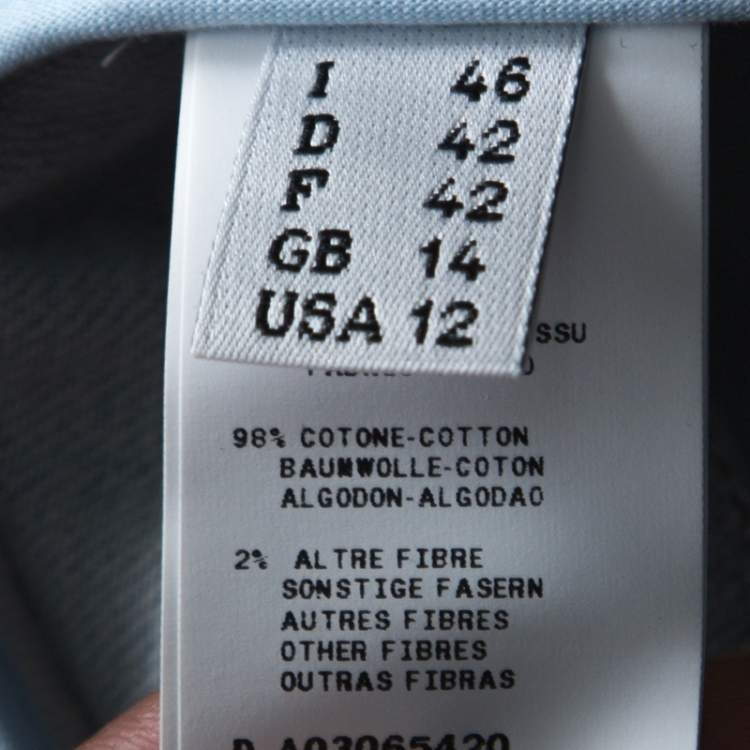 I 46
D 42
F 42
GB 14
USA 12
98% COTONE-COTTON
BAUMWOLLE-COTON
ALGODON-ALGODAO
2% ALTRE FIBRE
SONSTIGE FASERN
AUTRES FIBRES
OTHER FIBRES
OUTRAS FIBRAS
D A03065420